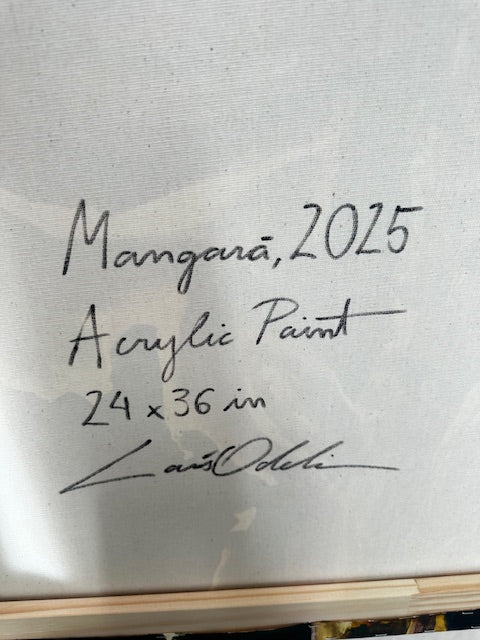 Mangará, 2025
Acrylic Paint
24 x 36 in